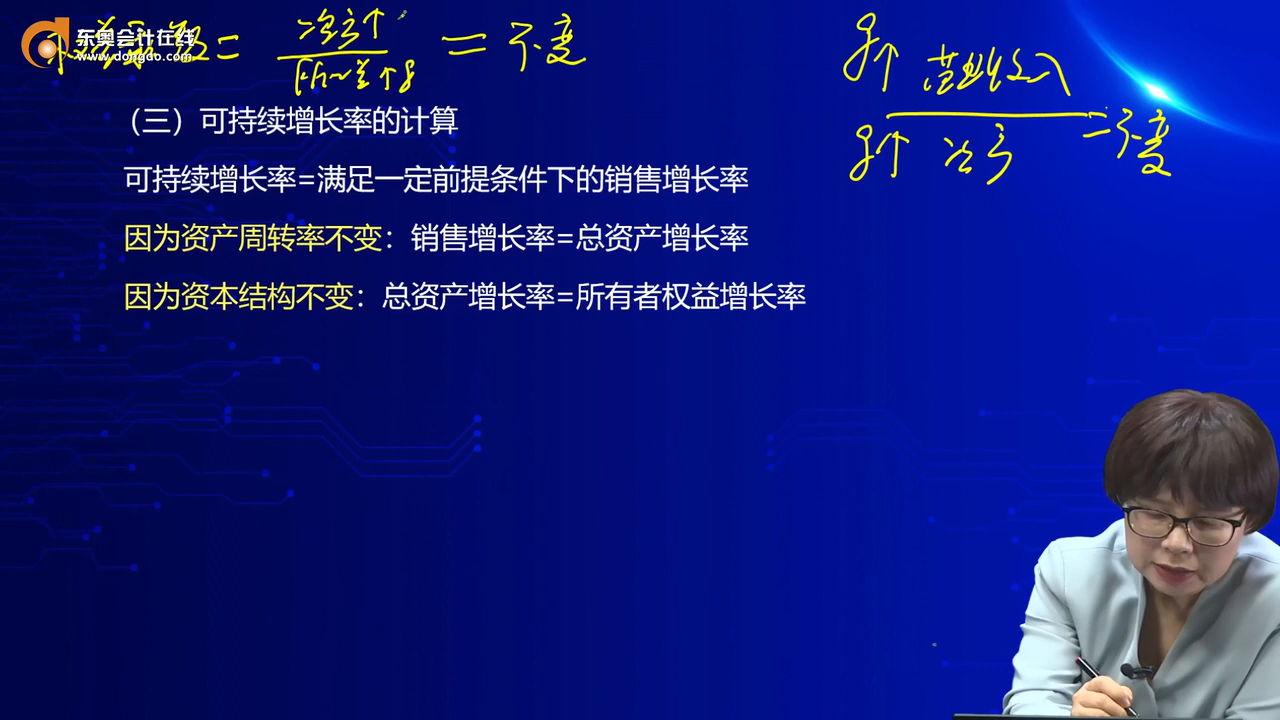 东奥会计在线
www.dongao.com
= 资产↑ = 不变
g↑ 营业收入
g↑ 资产 = 不变
（三）可持续增长率的计算
可持续增长率=满足一定前提条件下的销售增长率
因为资产周转率不变：销售增长率=总资产增长率
因为资本结构不变：总资产增长率=所有者权益增长率